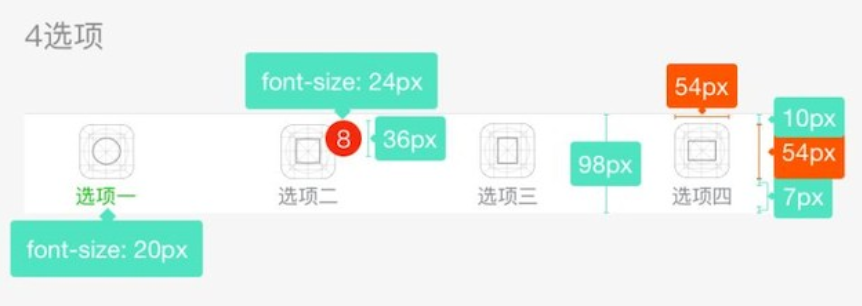 4选项
font-size: 24px
54px
10px
8
36px
98px
54px
选项一
选项二
选项三
选项四
7px
font-size: 20px